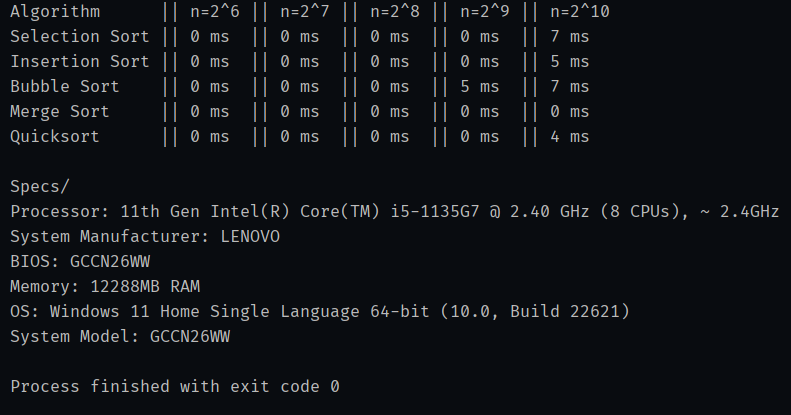 Algorithm || n=2^6 || n=2^7 || n=2^8 || n=2^9 || n=2^10
Selection Sort || 0 ms || 0 ms || 0 ms || 0 ms || 7 ms
Insertion Sort || 0 ms || 0 ms || 0 ms || 0 ms || 5 ms
Bubble Sort || 0 ms || 0 ms || 0 ms || 5 ms || 7 ms
Merge Sort || 0 ms || 0 ms || 0 ms || 0 ms || 0 ms
Quicksort || 0 ms || 0 ms || 0 ms || 0 ms || 4 ms
Specs/
Processor: 11th Gen Intel(R) Core(TM) i5-1135G7 @ 2.40 GHz (8 CPUs), ~ 2.4GHz
System Manufacturer: LENOVO
BIOS: GCCN26WW
Memory: 12288MB RAM
OS: Windows 11 Home Single Language 64-bit (10.0, Build 22621)
System Model: GCCN26WW
Process finished with exit code 0